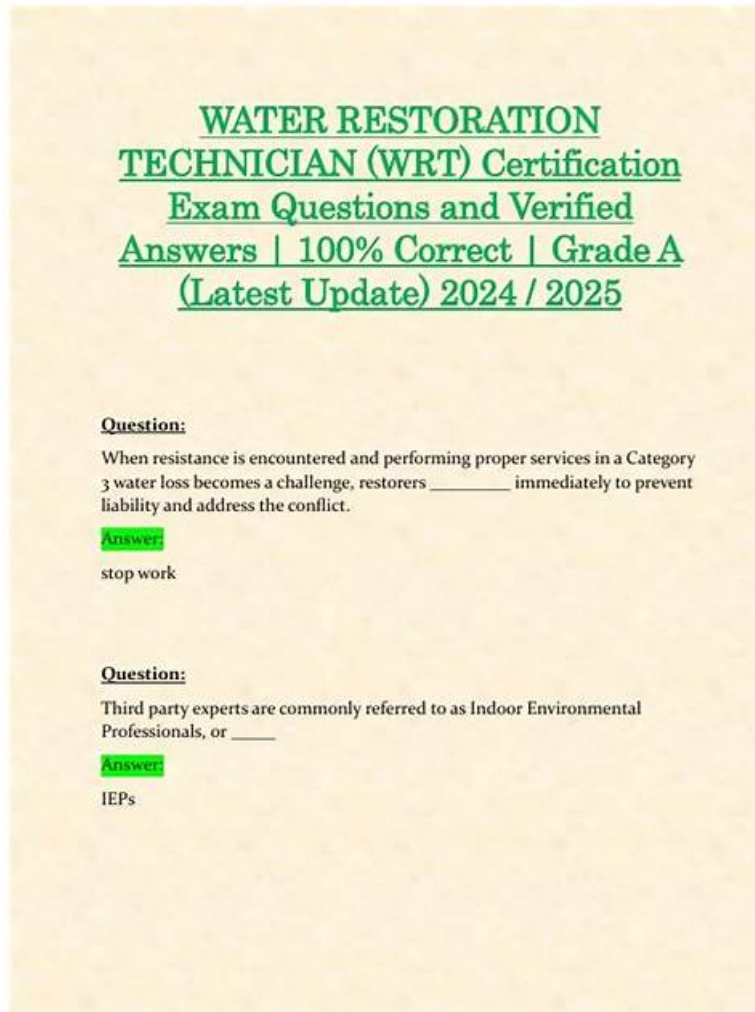 WATER RESTORATION
TECHNICIAN (WRT) Certification
Exam Questions and Verified
Answers | 100% Correct | Grade A
(Latest Update) 2024 / 2025
Question:
When resistance is encountered and performing proper services in a Category
3 water loss becomes a challenge, restorers _________ immediately to prevent
liability and address the conflict.
Answer:
stop work
Question:
Third party experts are commonly referred to as Indoor Environmental
Professionals, or _____
Answer:
IEPs